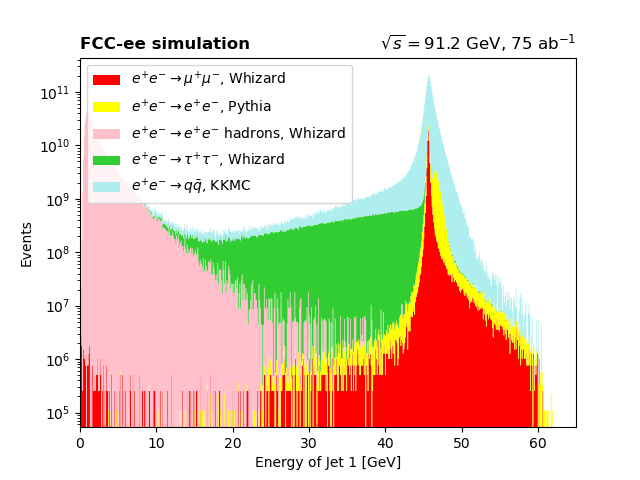 FCC-ee simulation √s = 91.2 GeV, 75 ab⁻¹
e⁺e⁻ → μ⁺μ⁻, Whizard
e⁺e⁻ → e⁺e⁻, Pythia
e⁺e⁻ → e⁺e⁻ hadrons, Whizard
e⁺e⁻ → τ⁺τ⁻, Whizard
e⁺e⁻ → qq̄, KKMC
10¹¹
10¹⁰
10⁹
10⁸
10⁷
10⁶
10⁵
Events
0 10 20 30 40 50 60
Energy of Jet 1 [GeV]